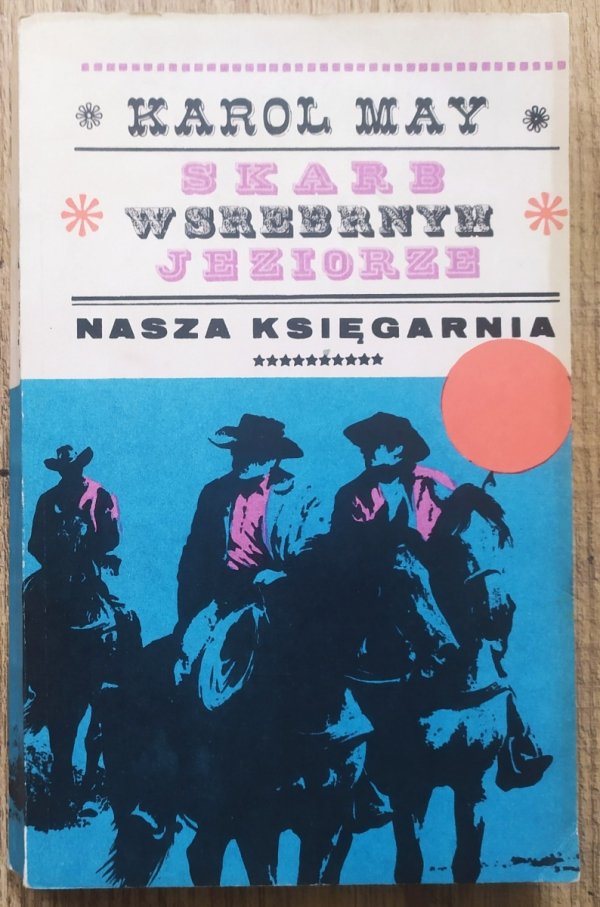 KAROL MAY
SKARB
W SREBRNYM
JEZIORZE
NASZA KSIĘGARNIA